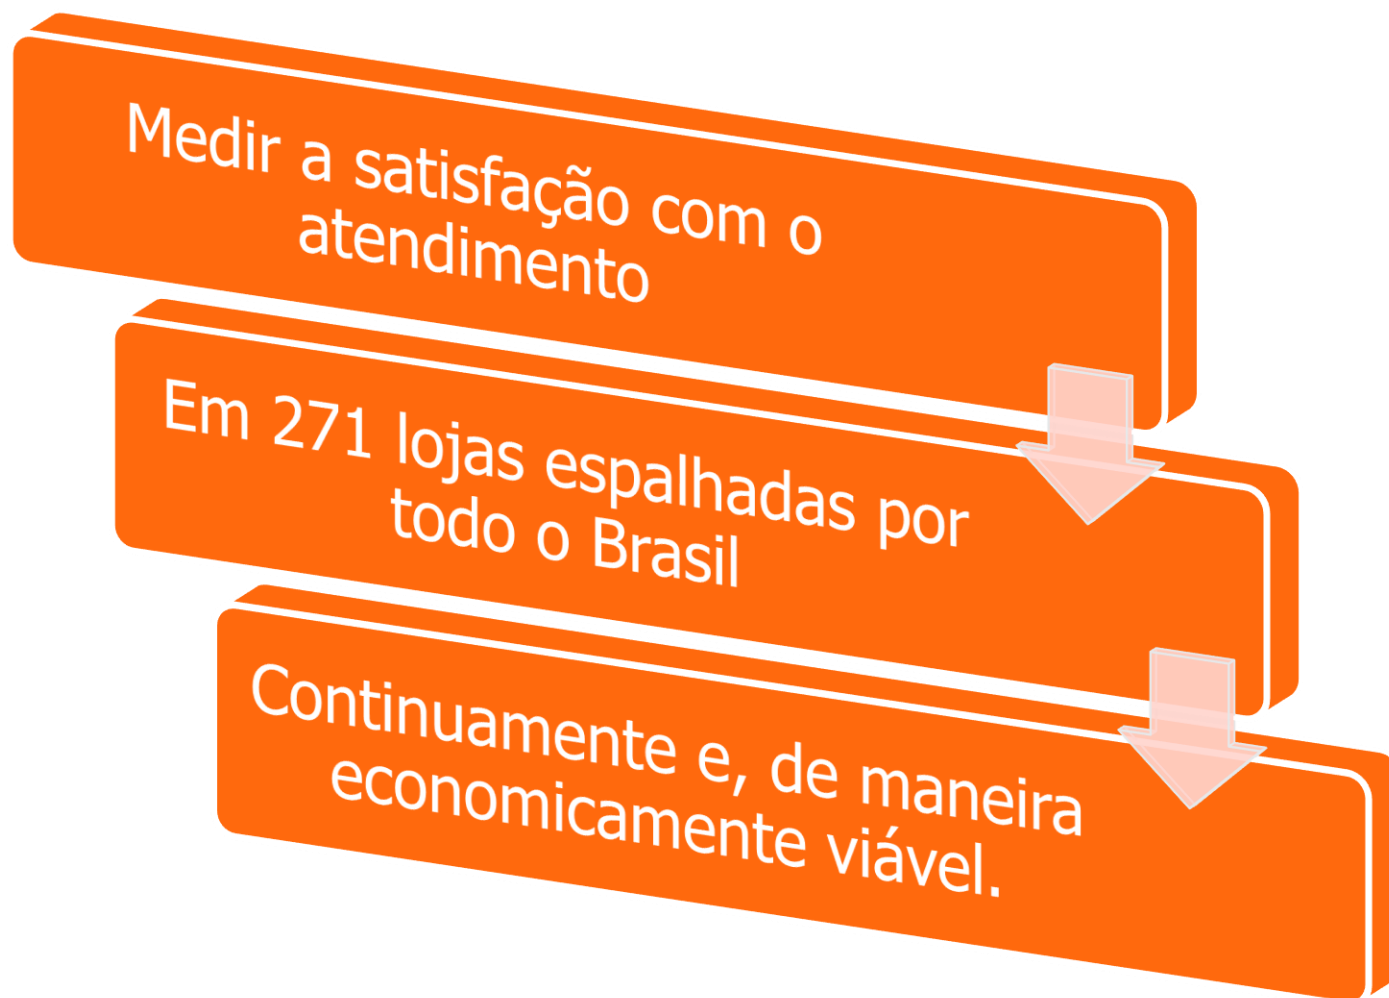 Medir a satisfação com o
atendimento
Em 271 lojas espalhadas por
todo o Brasil
Continuamente e, de maneira
economicamente viável.